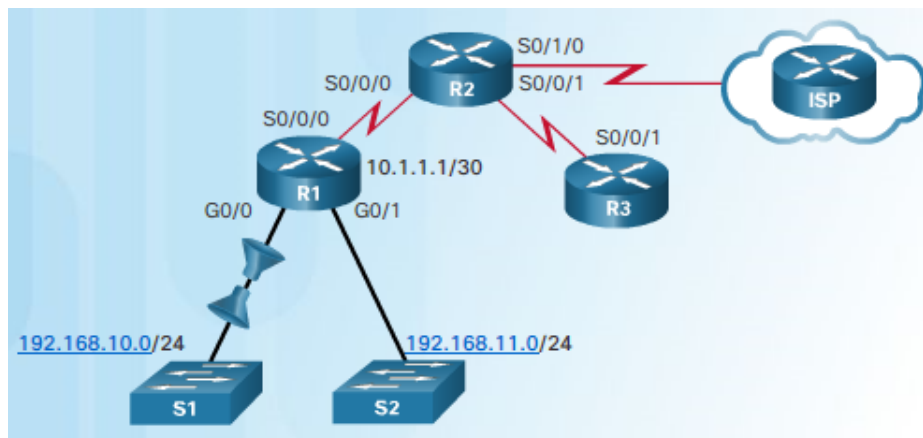 S0/1/0
R2
S0/0/0
S0/0/1
ISP
S0/0/0
S0/0/1
10.1.1.1/30
R1
R3
G0/0
G0/1
192.168.10.0/24
192.168.11.0/24
S1
S2